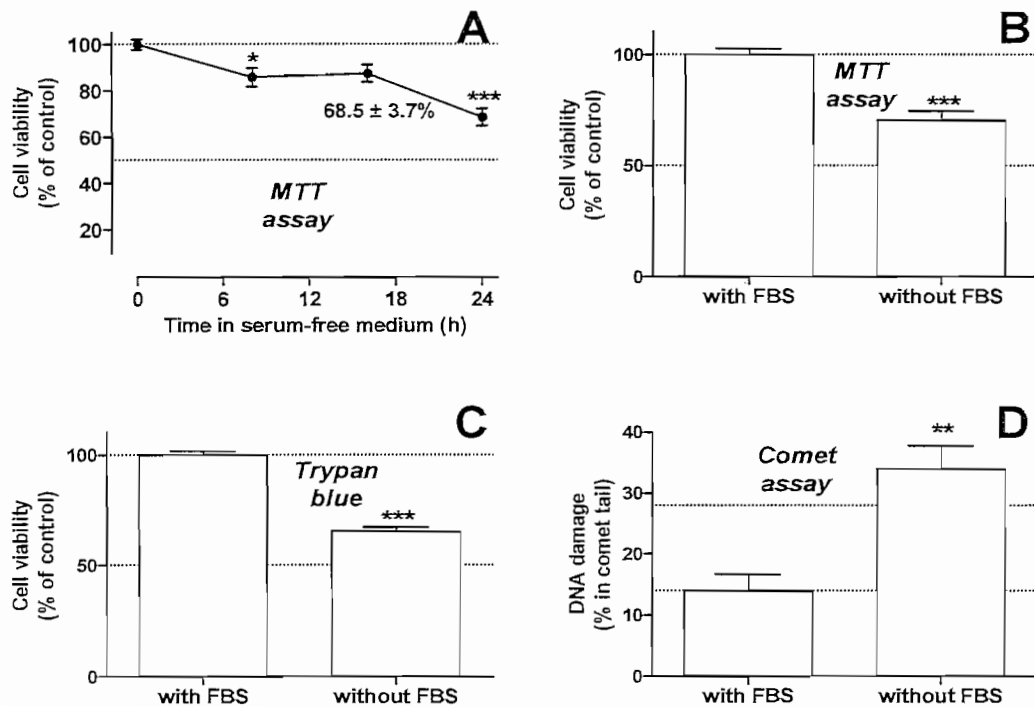 A
Cell viability
(% of control)
100
80
60
40
20
*
***
68.5 ± 3.7%
MTT
assay
0
6
12
18
24
Time in serum-free medium (h)
B
Cell viability
(% of control)
100
50
0
MTT
assay
***
with FBS
without FBS
C
Cell viability
(% of control)
100
50
0
Trypan
blue
***
with FBS
without FBS
D
DNA damage
(% in comet tail)
40
30
20
10
0
Comet
assay
**
with FBS
without FBS